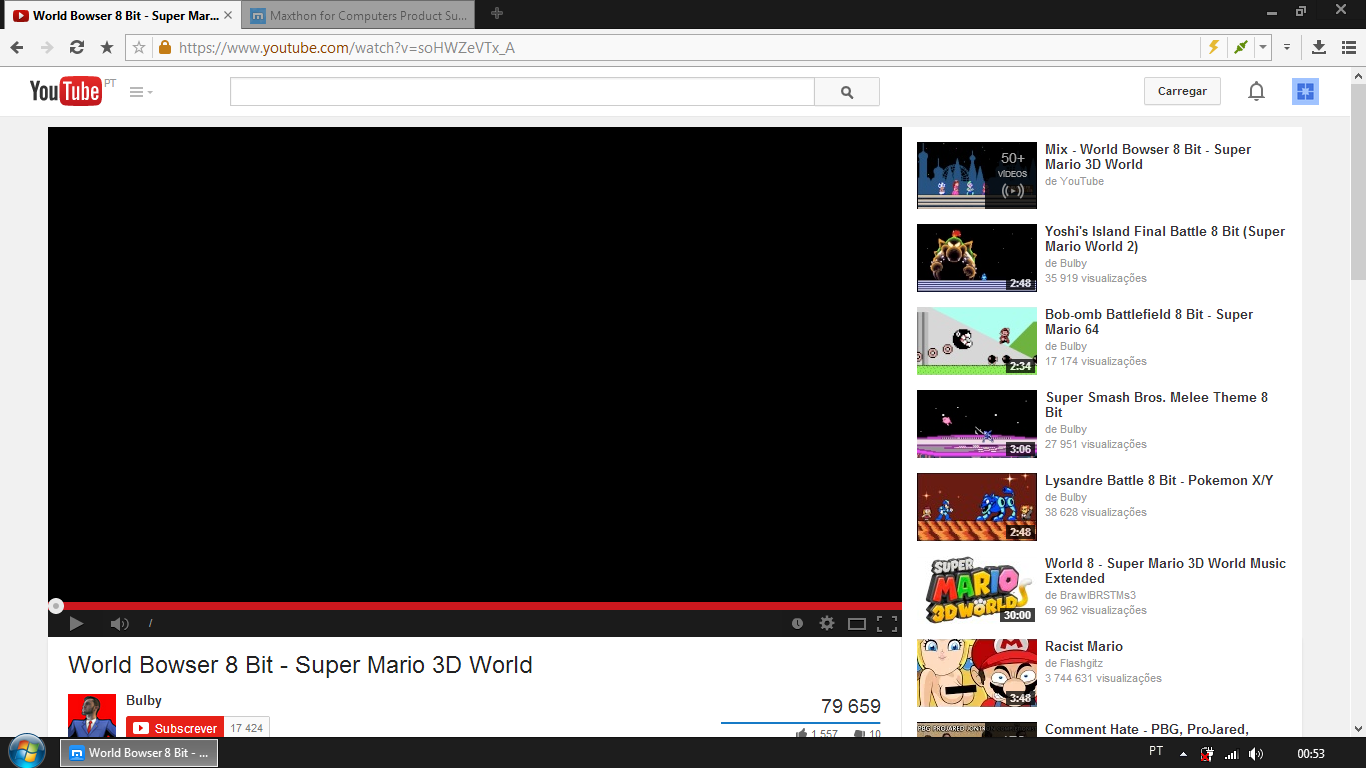 World Bowser 8 Bit - Super Mar...
Maxthon for Computers Product Su...
https://www.youtube.com/watch?v=soHWZeVTx_A
YouTube PT
Carregar
50+
VÍDEOS
Mix - World Bowser 8 Bit - Super
Mario 3D World
de YouTube
2:48
Yoshi's Island Final Battle 8 Bit (Super
Mario World 2)
de Bulby
35 919 visualizações
2:34
Bob-omb Battlefield 8 Bit - Super
Mario 64
de Bulby
17 174 visualizações
3:06
Super Smash Bros. Melee Theme 8
Bit
de Bulby
27 951 visualizações
2:48
Lysandre Battle 8 Bit - Pokemon X/Y
de Bulby
38 628 visualizações
SUPER
MARIO
3D WORLD
30:00
World 8 - Super Mario 3D World Music
Extended
de BrawlBRSTMs3
69 962 visualizações
3:48
Racist Mario
de Flashgitz
3 744 631 visualizações
Comment Hate - PBG, ProJared,
/
World Bowser 8 Bit - Super Mario 3D World
Bulby
Subscrever 17 424
79 659
1,557 10
World Bowser 8 Bit - ...
PT
00:53